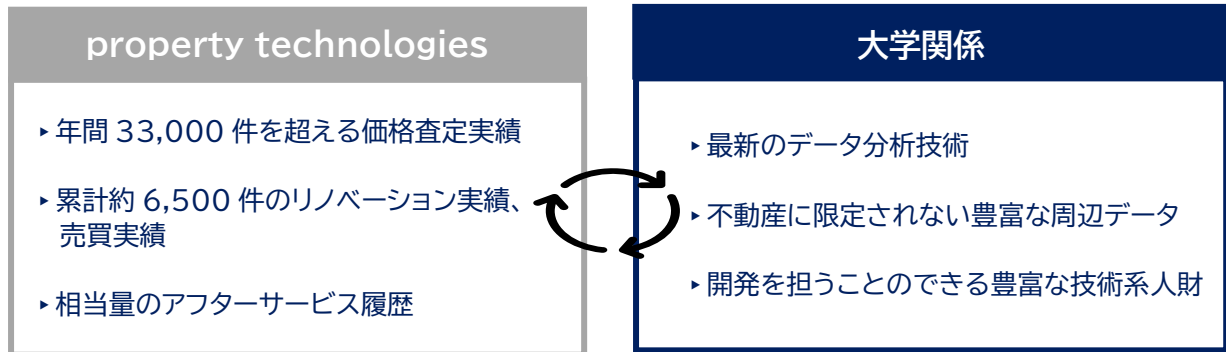 property technologies
▸年間 33,000 件を超える価格査定実績
▸累計約 6,500 件のリノベーション実績、
売買実績
▸相当量のアフターサービス履歴
大学関係
▸最新のデータ分析技術
▸不動産に限定されない豊富な周辺データ
▸開発を担うことのできる豊富な技術系人財